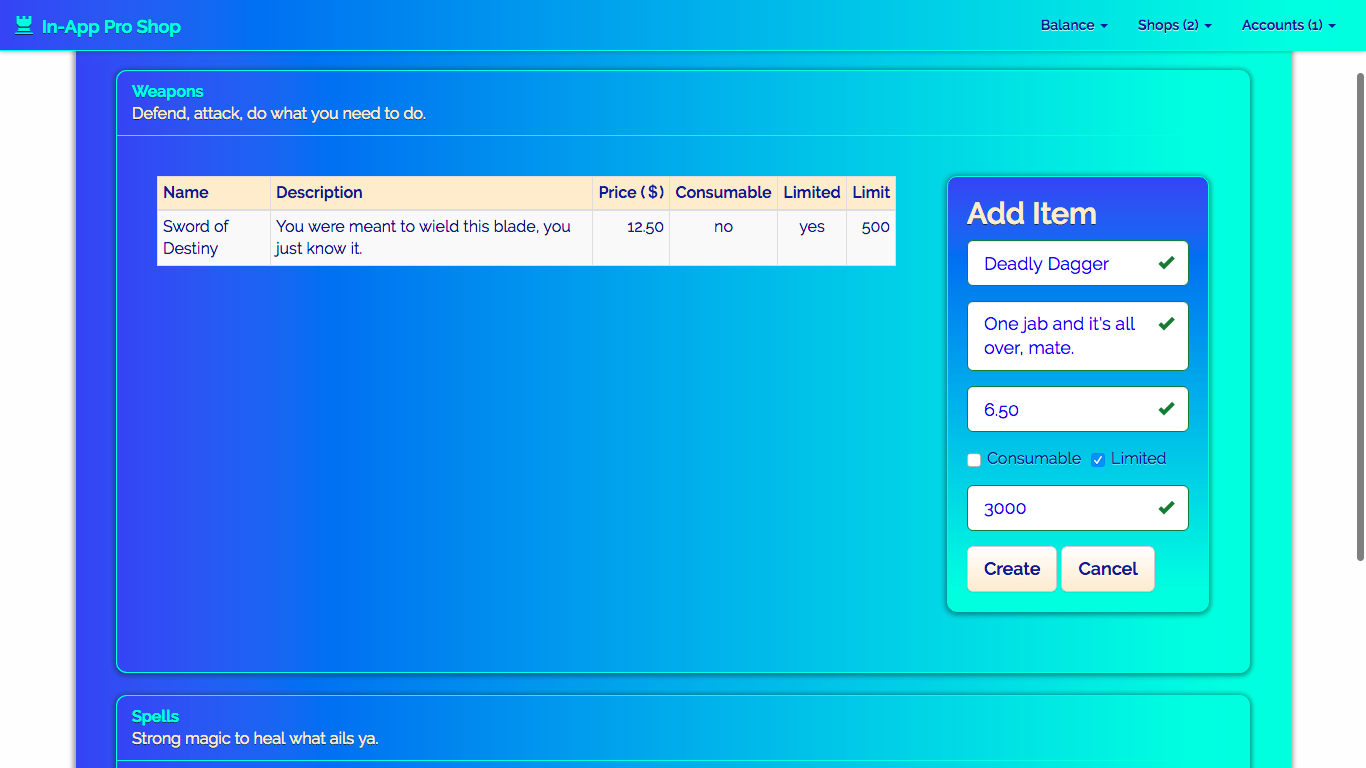 In-App Pro Shop
Balance
Shops (2)
Accounts (1)
Weapons
Defend, attack, do what you need to do.
Name Description Price ($) Consumable Limited Limit
Sword of Destiny You were meant to wield this blade, you just know it. 12.50 no yes 500
Add Item
Deadly Dagger
One jab and it's all
over, mate.
6.50
Consumable Limited
3000
Create Cancel
Spells
Strong magic to heal what ails ya.